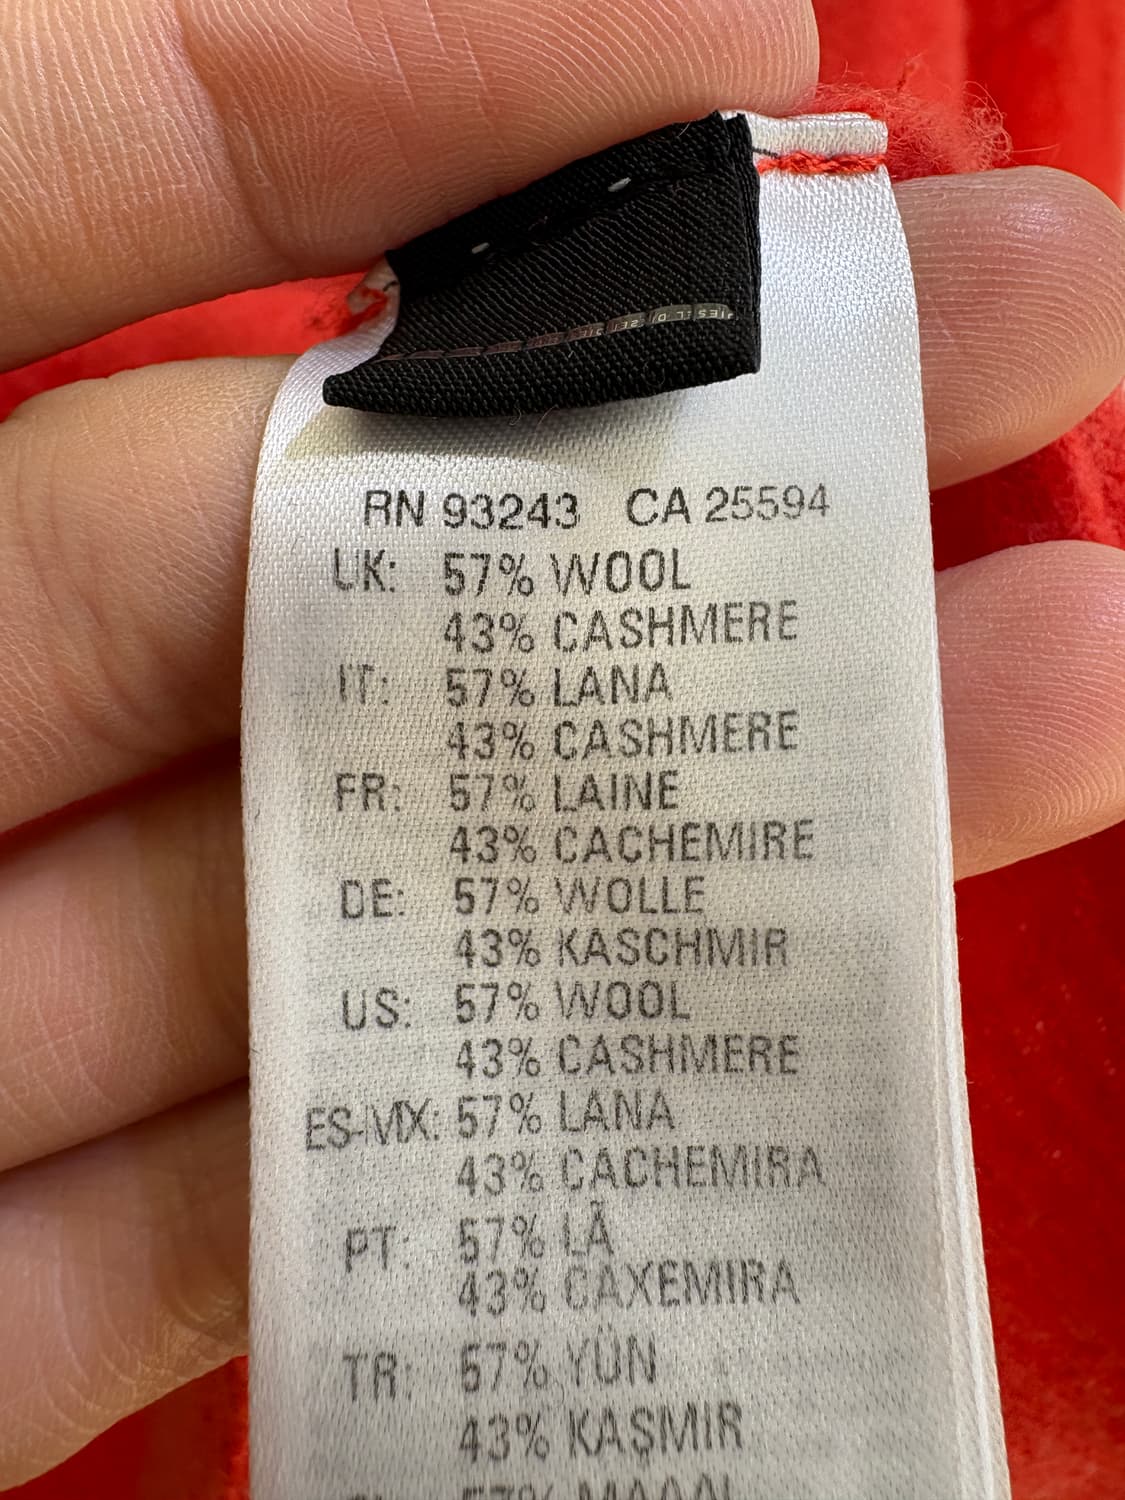 RN 93243 CA 25594
UK: 57% WOOL
43% CASHMERE
IT: 57% LANA
43% CASHMERE
FR: 57% LAINE
43% CACHEMIRE
DE: 57% WOLLE
43% KASCHMIR
US: 57% WOOL
43% CASHMERE
ES-MX: 57% LANA
43% CACHEMIRA
PT: 57% LÃ
43% CAXEMIRA
TR: 57% YÜN
43% KAŞMIR